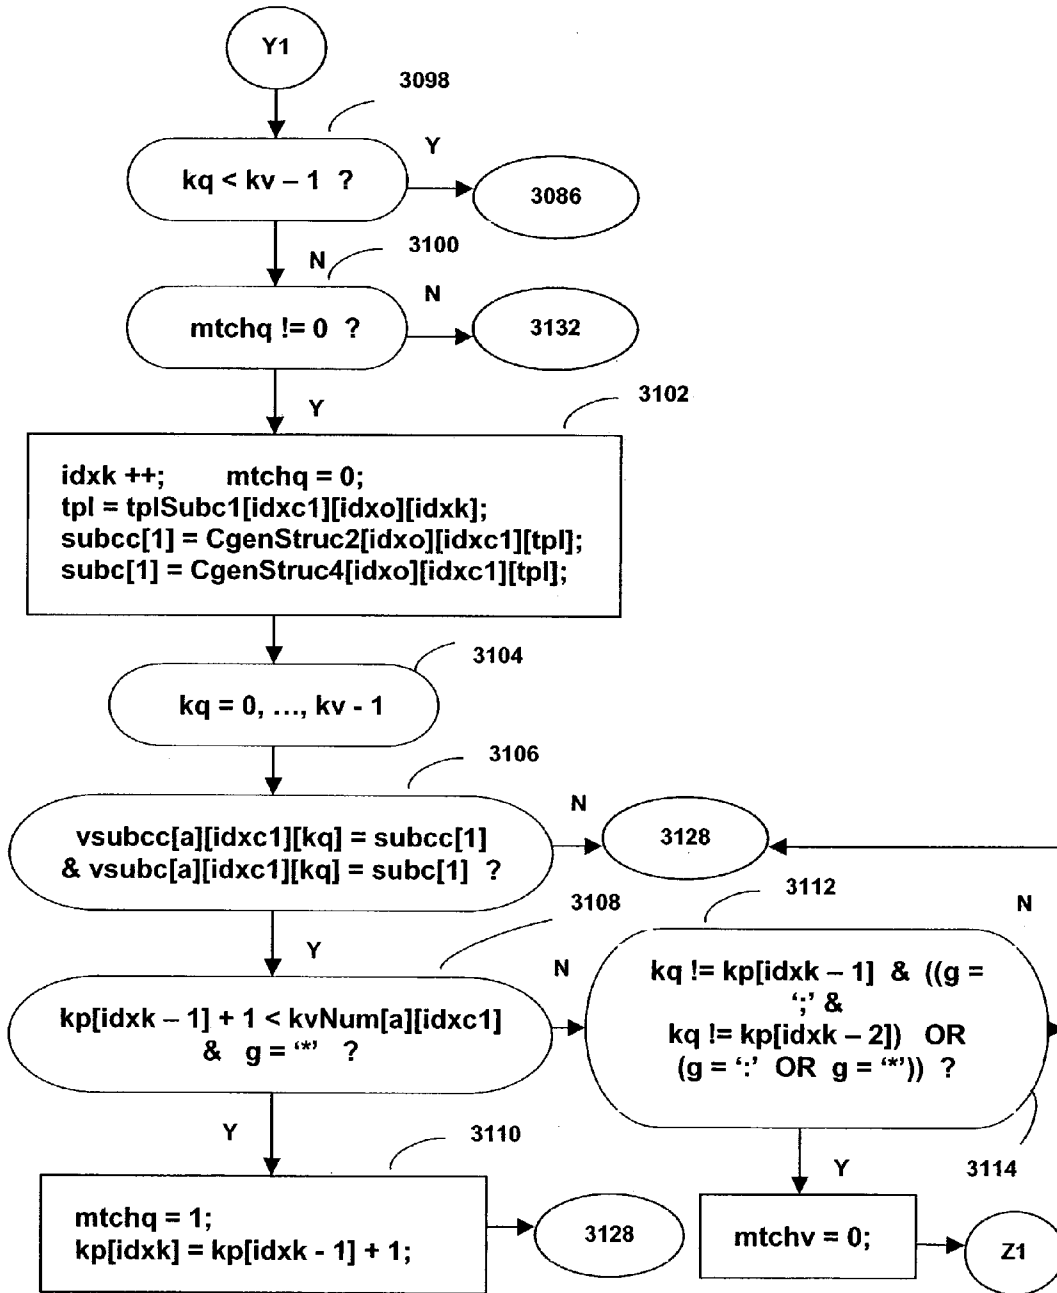 Y1
3098
kq < kv – 1 ?
Y
3086
N
3100
mtchq != 0 ?
N
3132
Y
3102
idxk ++; mtchq = 0;
tpl = tplSubc1[idxc1][idxo][idxk];
subcc[1] = CgenStruc2[idxo][idxc1][tpl];
subc[1] = CgenStruc4[idxo][idxc1][tpl];
3104
kq = 0, …, kv - 1
3106
vsubcc[a][idxc1][kq] = subcc[1]
& vsubc[a][idxc1][kq] = subc[1] ?
N
3128
Y
3108
kp[idxk – 1] + 1 < kvNum[a][idxc1]
& g = ‘*’ ?
N
3112
kq != kp[idxk – 1] & ((g =
‘;’ &
kq != kp[idxk – 2]) OR
(g = ‘:’ OR g = ‘*’)) ?
N
Y
3110
mtchq = 1;
kp[idxk] = kp[idxk - 1] + 1;
3128
Y
3114
mtchv = 0;
Z1